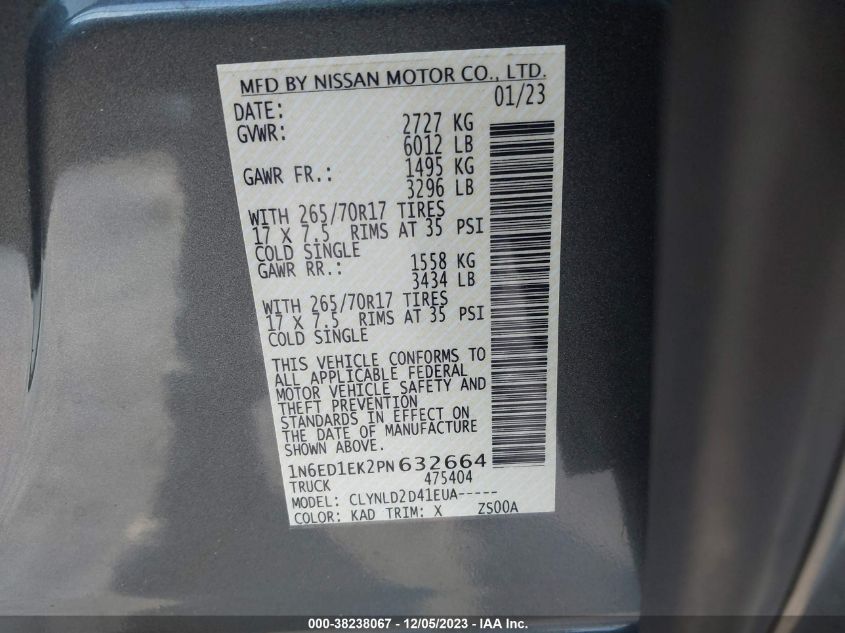 MFD BY NISSAN MOTOR CO., LTD.
DATE: 01/23
GVWR: 2727 KG
6012 LB
GAWR FR.: 1495 KG
3296 LB
WITH 265/70R17 TIRES
17 X 7.5 RIMS AT 35 PSI
COLD SINGLE
GAWR RR.: 1558 KG
3434 LB
WITH 265/70R17 TIRES
17 X 7.5 RIMS AT 35 PSI
COLD SINGLE
THIS VEHICLE CONFORMS TO
ALL APPLICABLE FEDERAL
MOTOR VEHICLE SAFETY AND
THEFT PREVENTION
STANDARDS IN EFFECT ON
THE DATE OF MANUFACTURE
SHOWN ABOVE.
1N6ED1EK2PN632664
TRUCK 475404
MODEL: CLYNLD2D41EUA-----
COLOR: KAD TRIM: X ZS00A
000-38238067 - 12/05/2023 - IAA Inc.